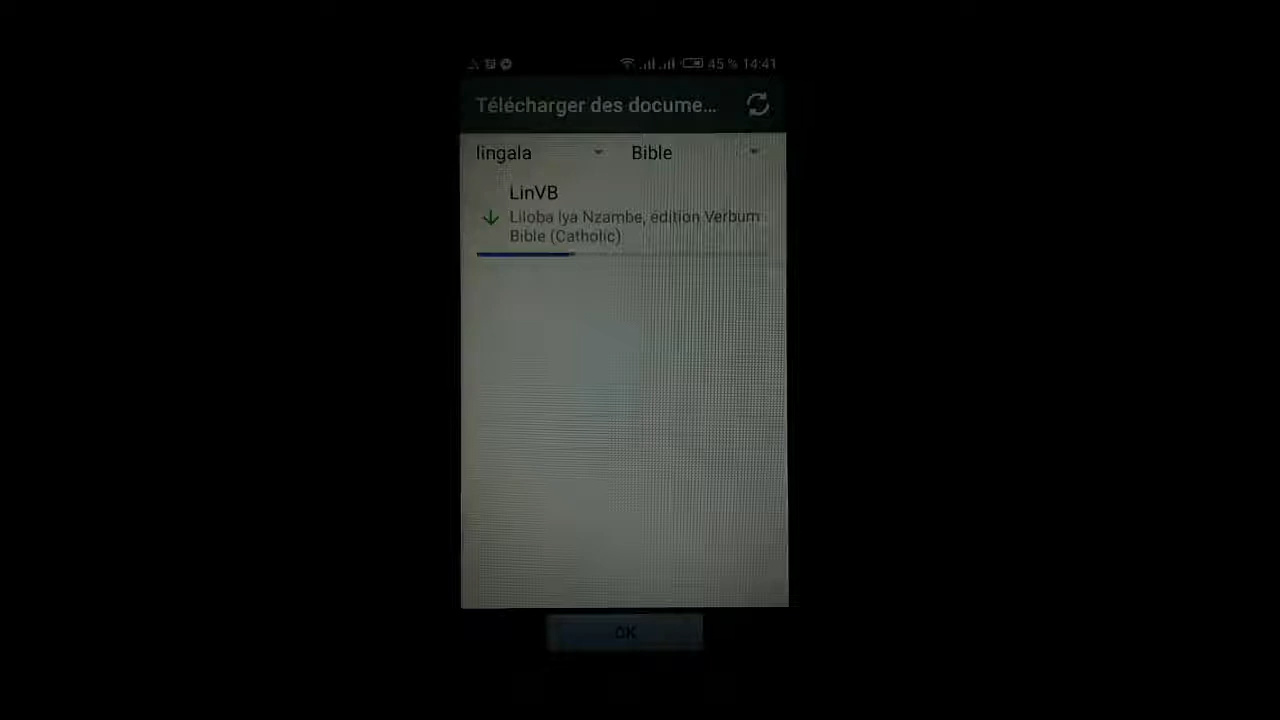 45 % 14:41
Télécharger des docume...
lingala Bible
LinVB
Liloba lya Nzambe, édition Verbum
Bible (Catholic)
OK